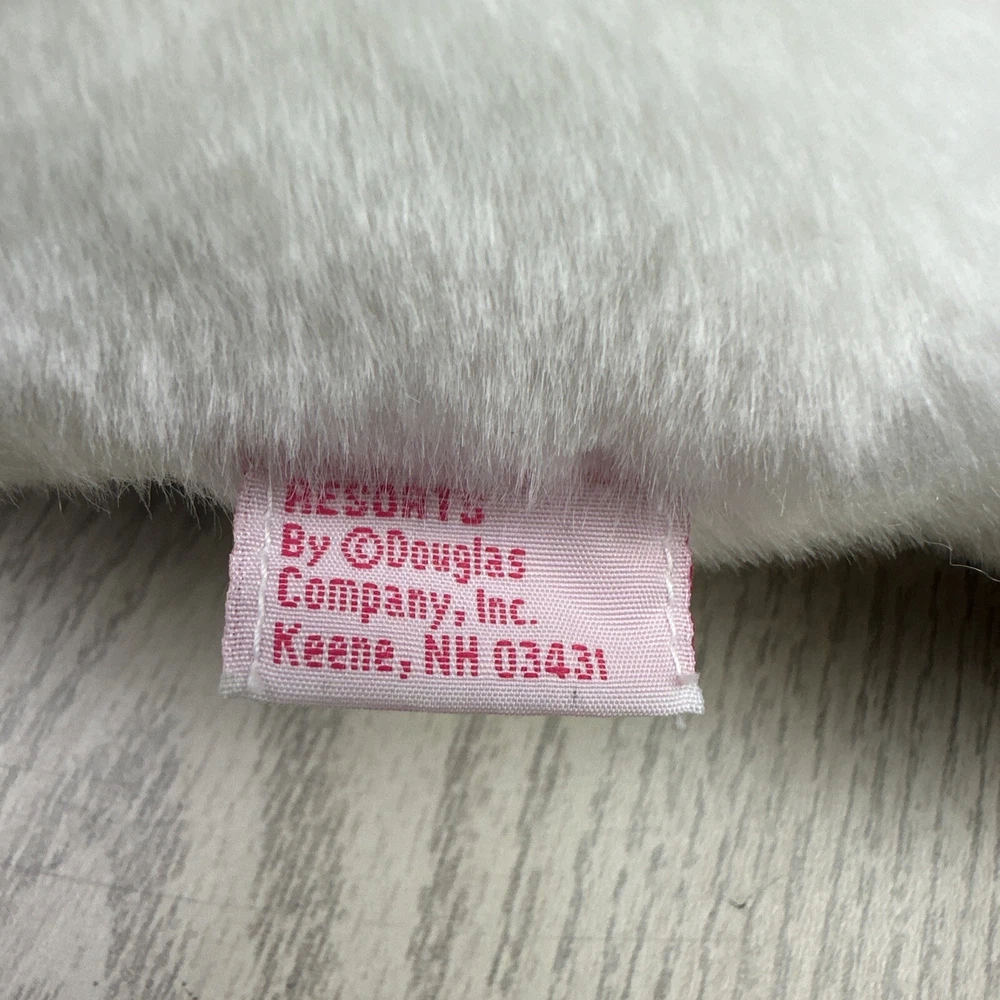 RESORTS
By ©Douglas
Company, Inc.
Keene, NH 03431